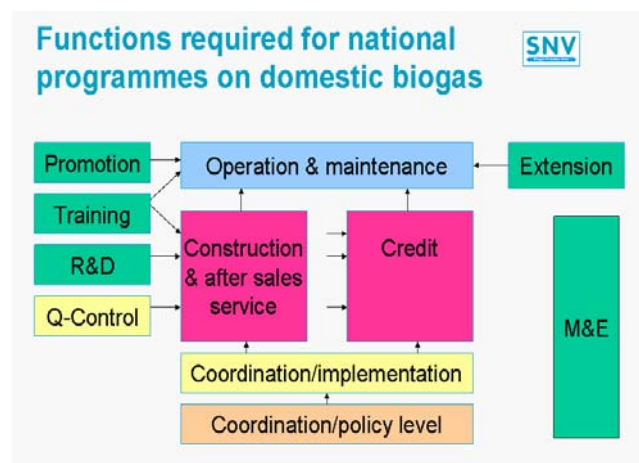 Functions required for national
programmes on domestic biogas
SNV
Promotion
Operation & maintenance
Extension
Training
Construction
& after sales
service
Credit
R&D
Q-Control
M&E
Coordination/implementation
Coordination/policy level